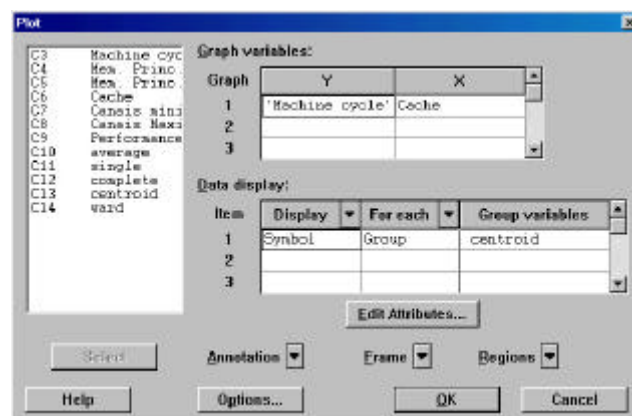 Plot
C3 Machine cyc
C4 Mem. Princ.
C5 Mem. Princ.
C6 Cache
C7 Canais mini
C8 Canais Maxi
C9 Performance
C10 average
C11 single
C12 complete
C13 centroid
C14 ward
Graph variables:
Graph Y X
1 'Machine cycle' Cache
2
3
Data display:
Item Display For each Group variables
1 Symbol Group centroid
2
3
Edit Attributes...
Select
Annotation Frame Regions
Help Options... OK Cancel